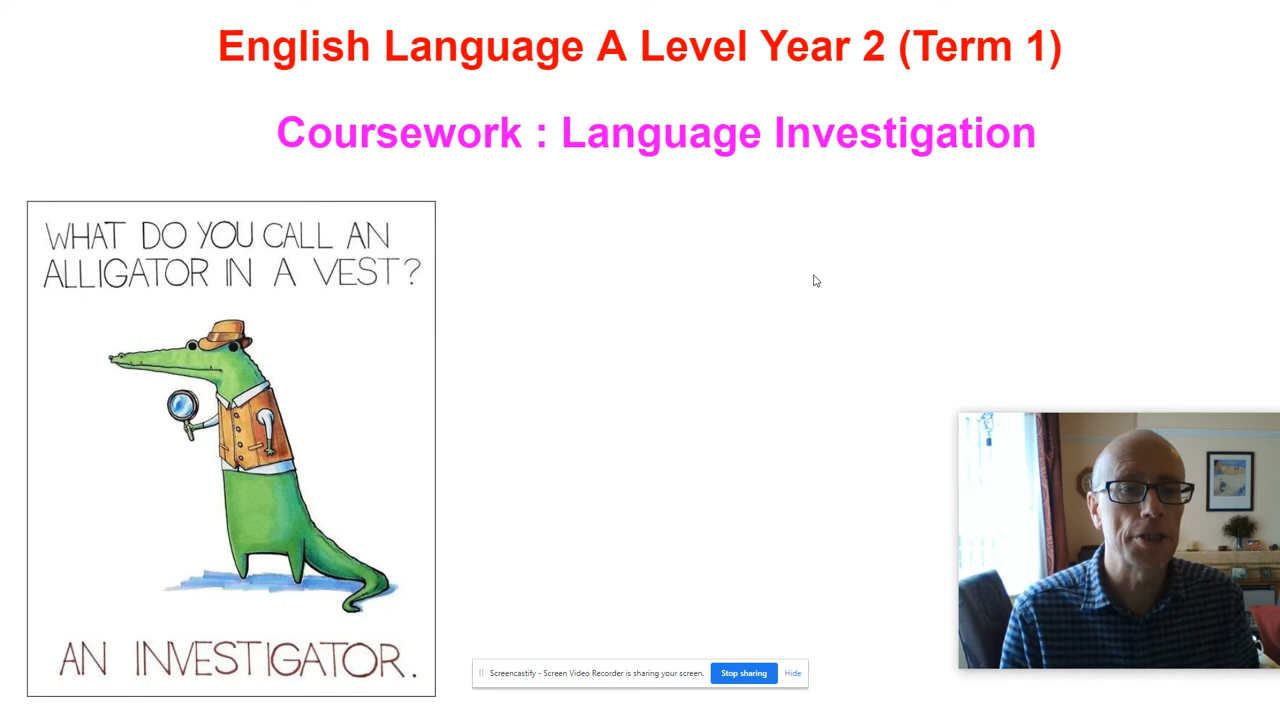 English Language A Level Year 2 (Term 1)
Coursework : Language Investigation
WHAT DO YOU CALL AN
ALLIGATOR IN A VEST?
AN INVESTIGATOR.
Screencastify - Screen Video Recorder is sharing your screen. Stop sharing Hide